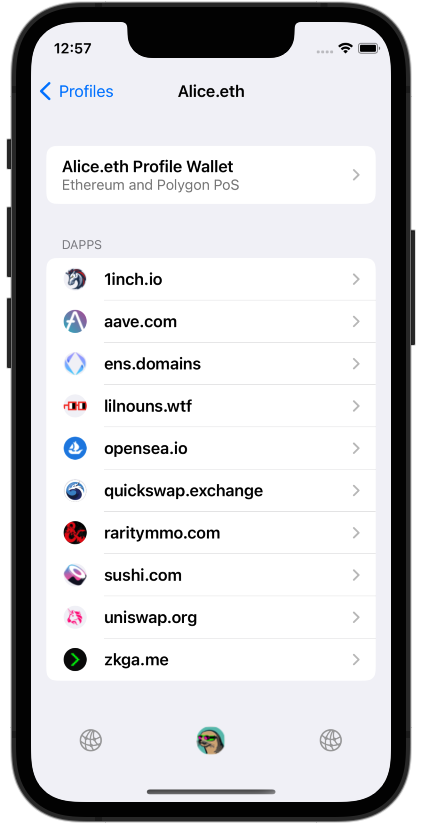 12:57
Profiles
Alice.eth
Alice.eth Profile Wallet
Ethereum and Polygon PoS
DAPPS
1inch.io
aave.com
ens.domains
lilnouns.wtf
opensea.io
quickswap.exchange
raritymmo.com
sushi.com
uniswap.org
zkga.me